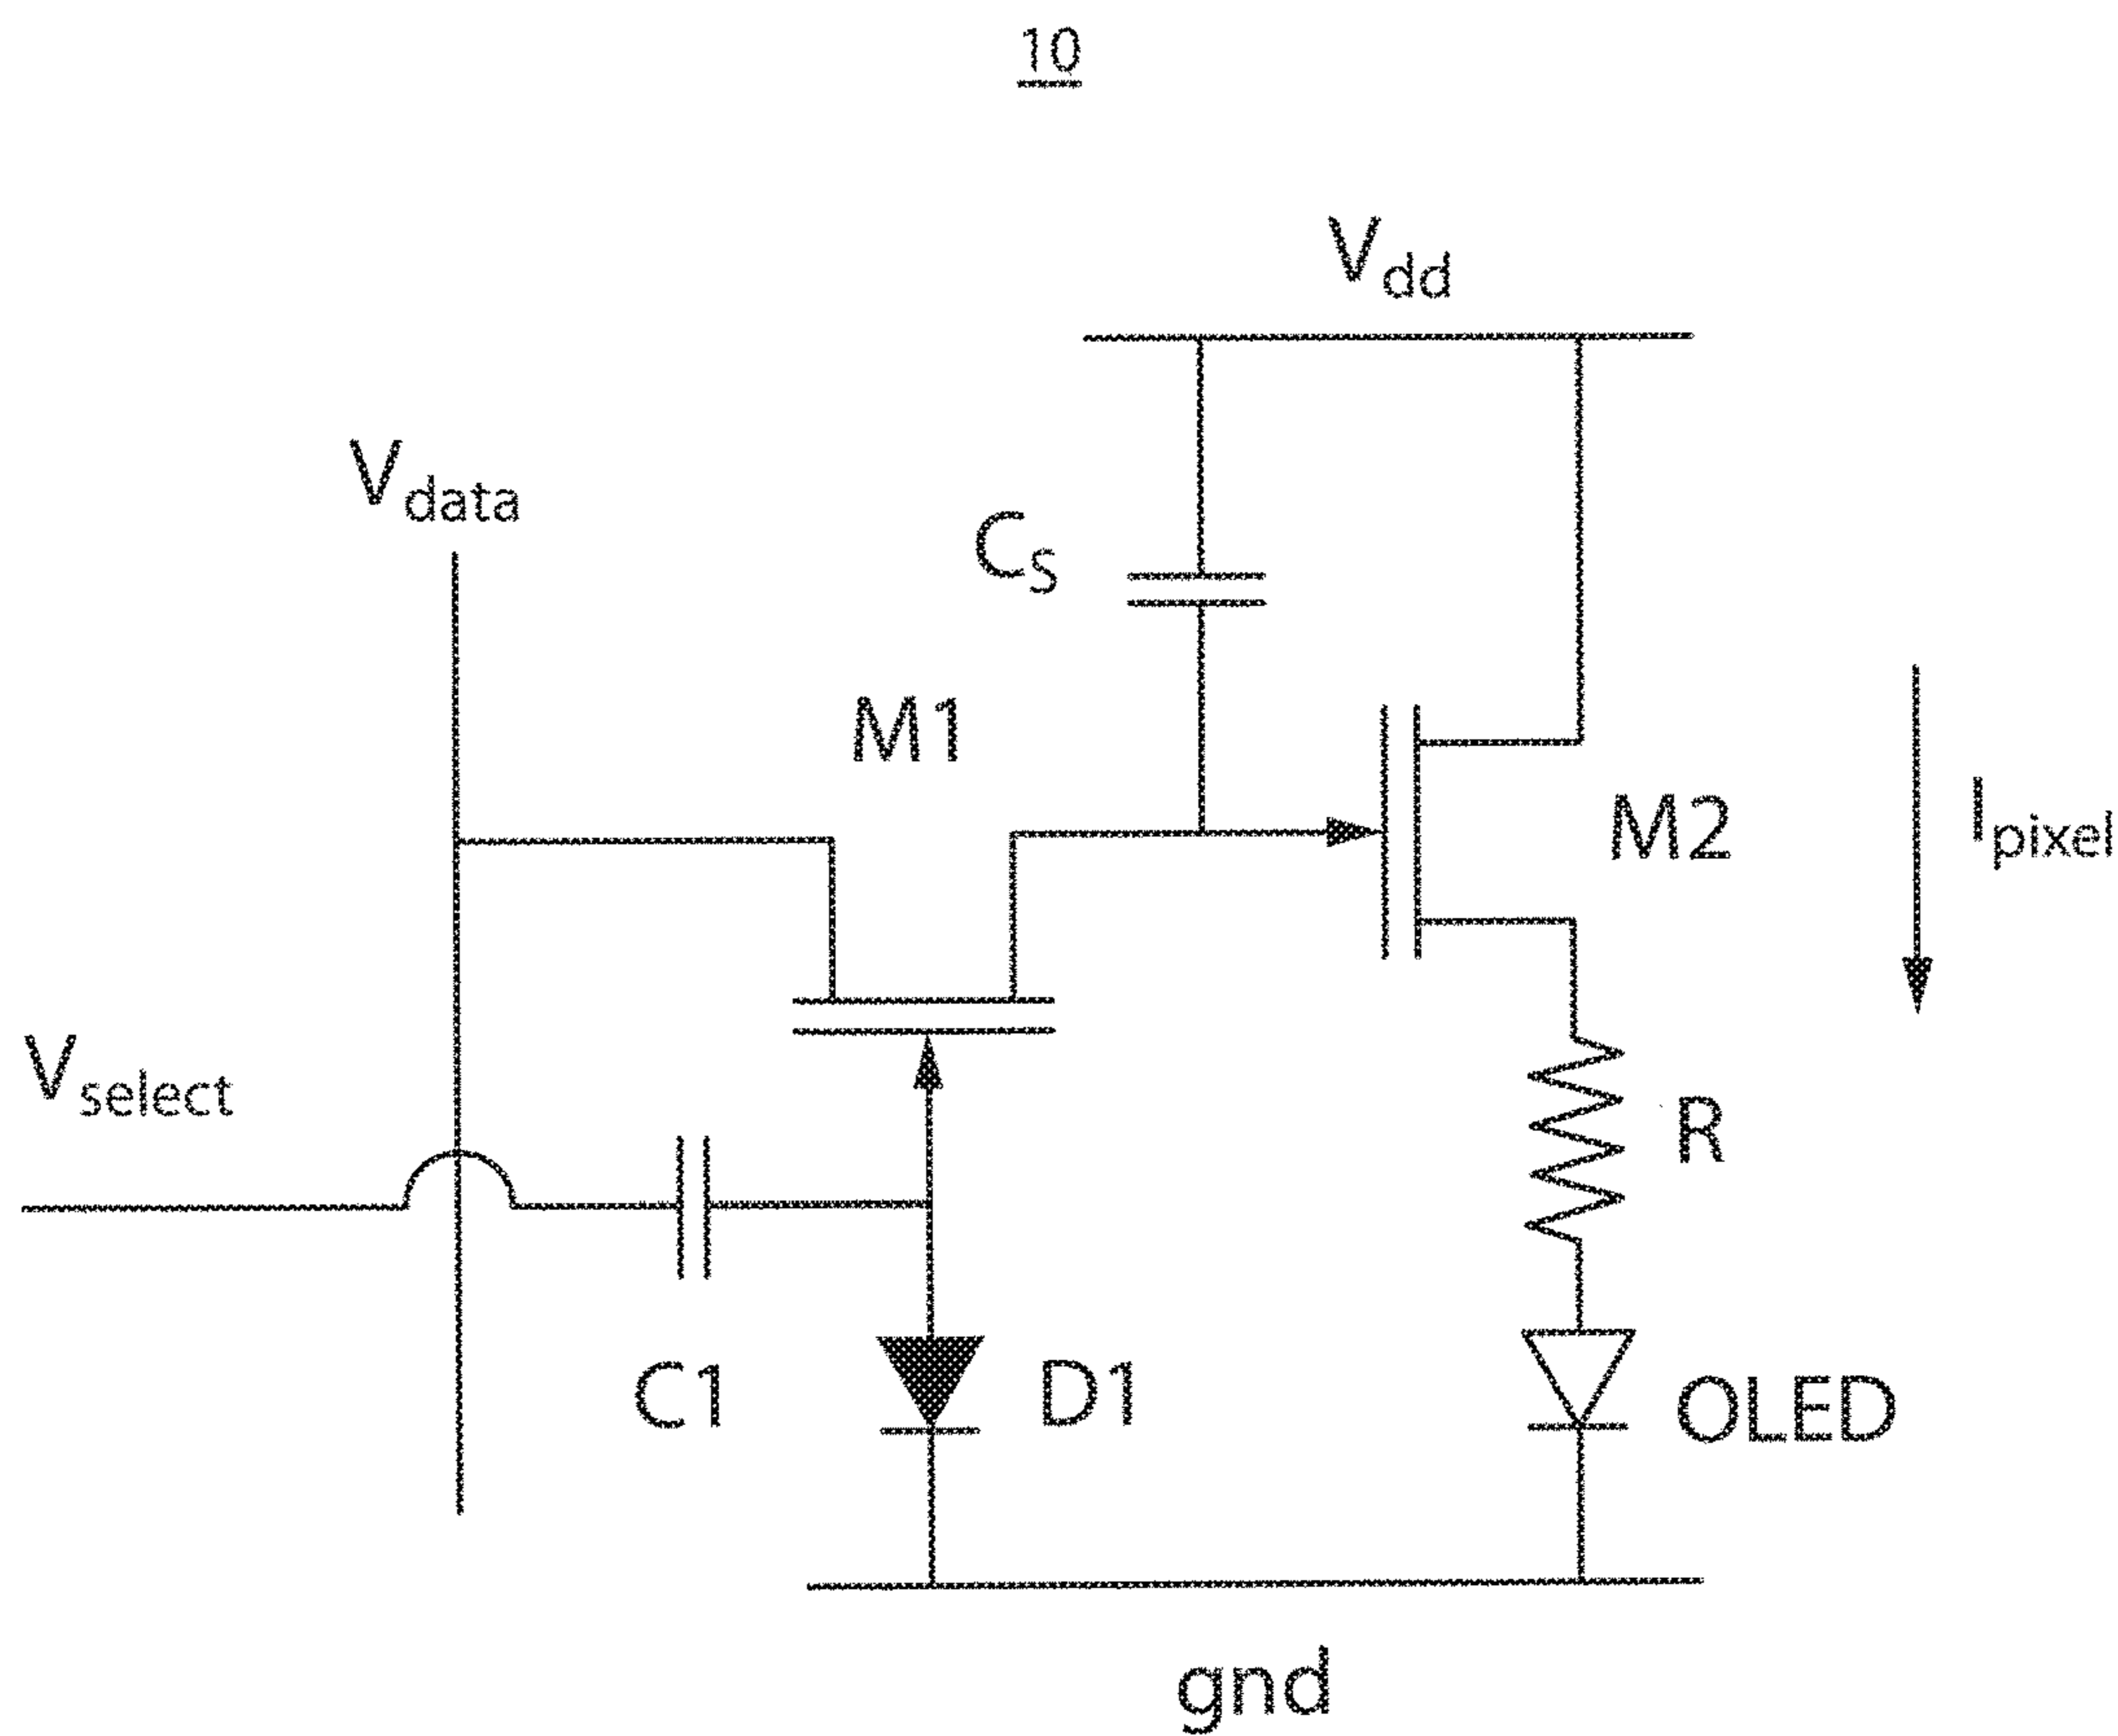 10
Vdd
Vdata
CS
M1
M2
Ipixel
Vselect
R
C1
D1
OLED
gnd